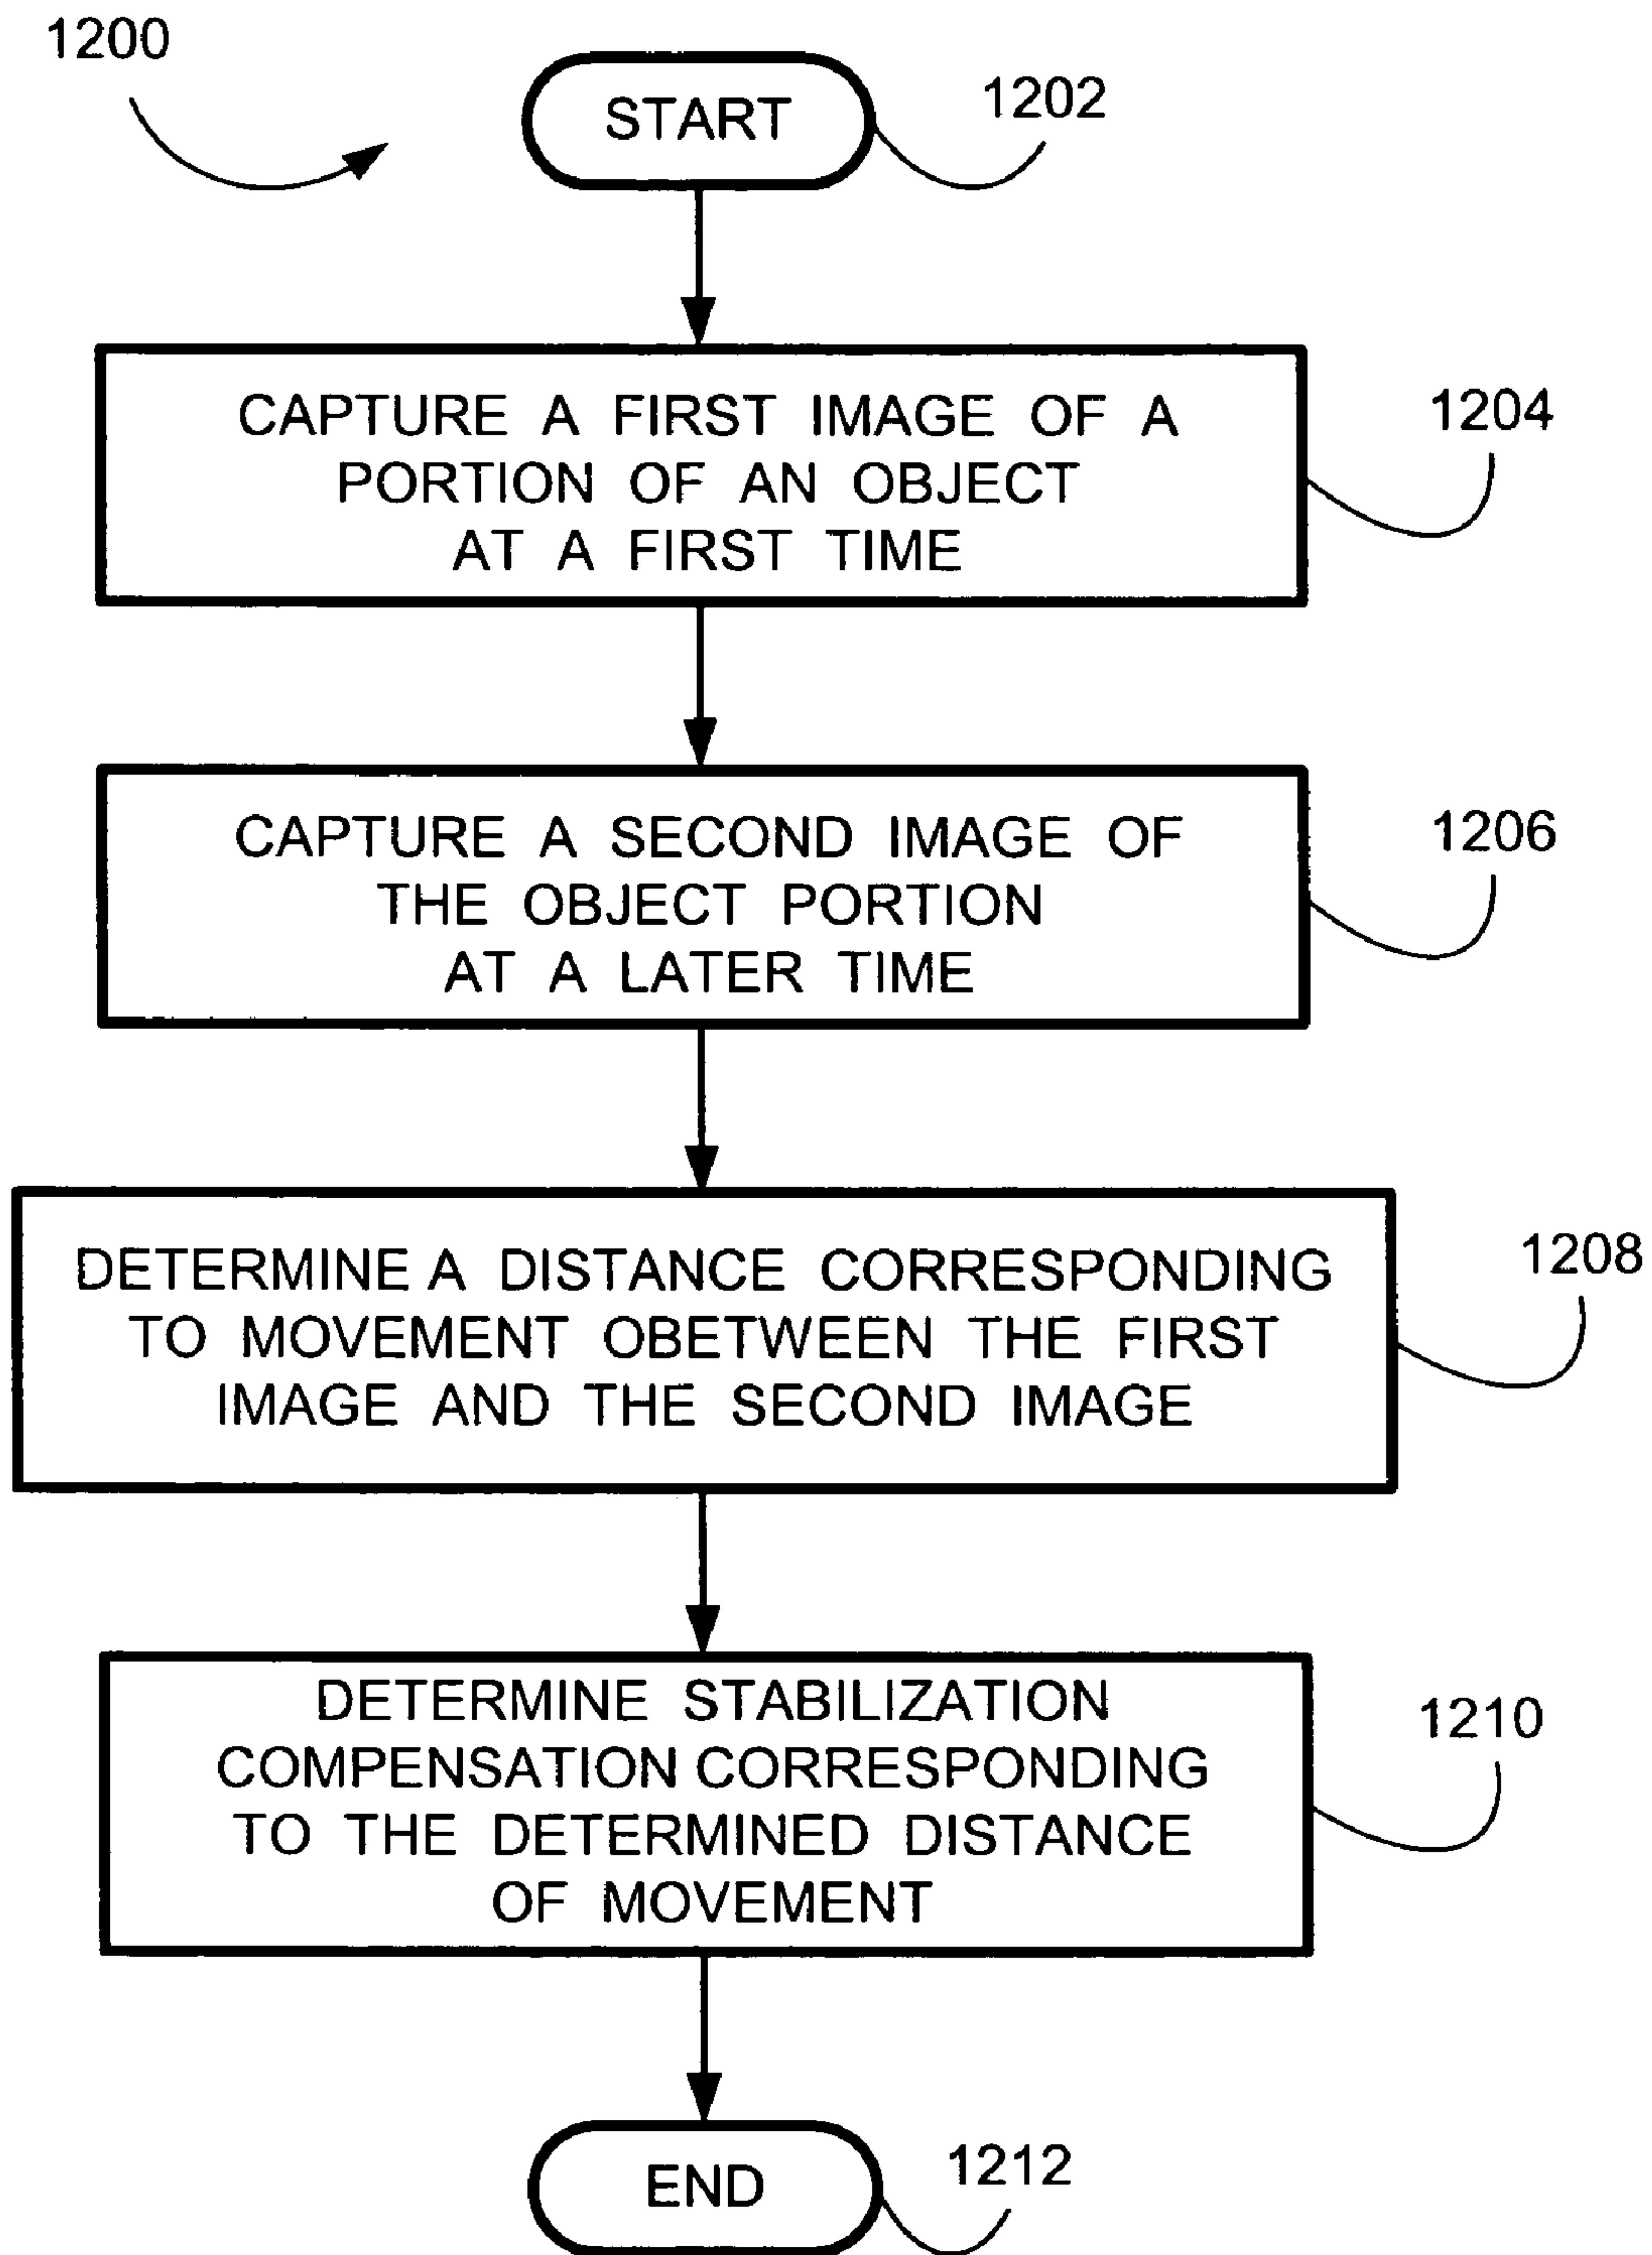 1200
START
1202
CAPTURE A FIRST IMAGE OF A
PORTION OF AN OBJECT
AT A FIRST TIME
1204
CAPTURE A SECOND IMAGE OF
THE OBJECT PORTION
AT A LATER TIME
1206
DETERMINE A DISTANCE CORRESPONDING
TO MOVEMENT OBETWEEN THE FIRST
IMAGE AND THE SECOND IMAGE
1208
DETERMINE STABILIZATION
COMPENSATION CORRESPONDING
TO THE DETERMINED DISTANCE
OF MOVEMENT
1210
END
1212